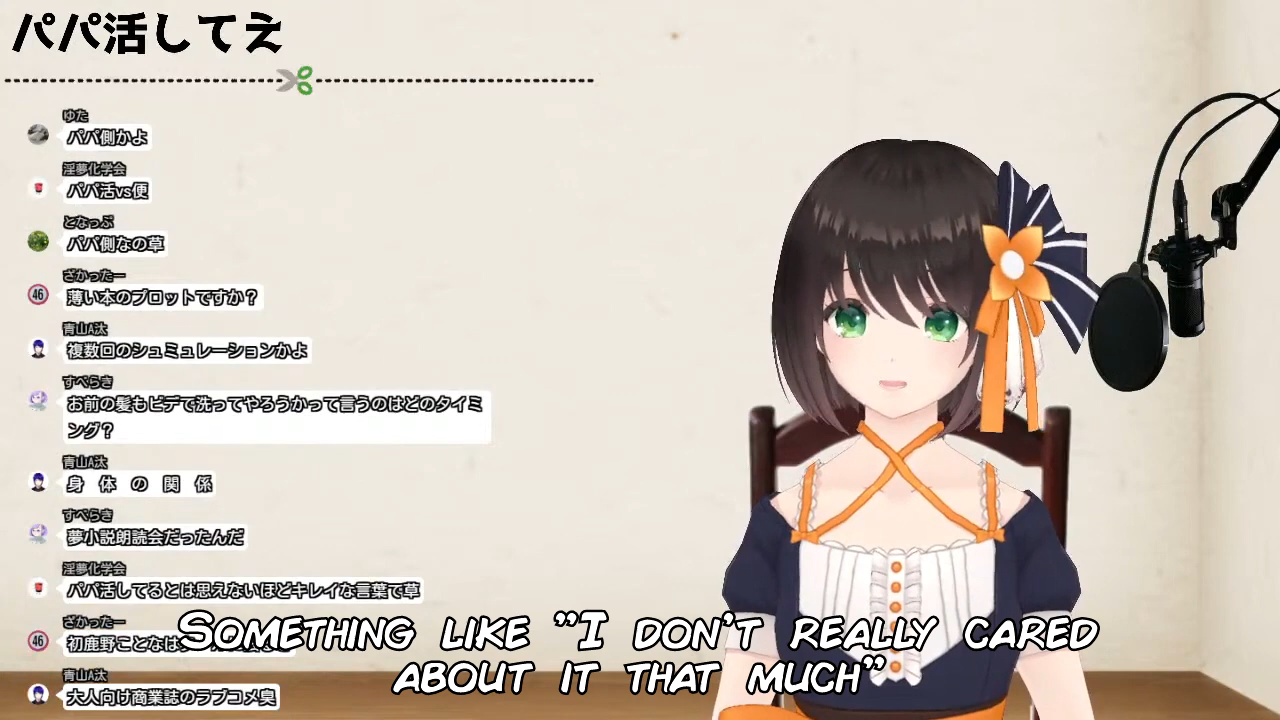 パパ活してえ
ゆた
パパ側かよ
淫夢化学会
パパ活vs便
となっぷ
パパ側なの草
ざかったー
46
薄い本のプロットですか？
青山A汰
複数回のシュミュレーションかよ
すべらき
お前の髪もビデで洗ってやろうかって言うのはどのタイミ
ング？
青山A汰
身 体 の 関 係
すべらき
夢小説朗読会だったんだ
淫夢化学会
パパ活してるとは思えないほどキレイな言葉で草
ざかったー
46
初鹿野ことなは
SOMETHING LIKE "I DON'T REALLY CARED
ABOUT IT THAT MUCH"
青山A汰
大人向け商業誌のラブコメ臭